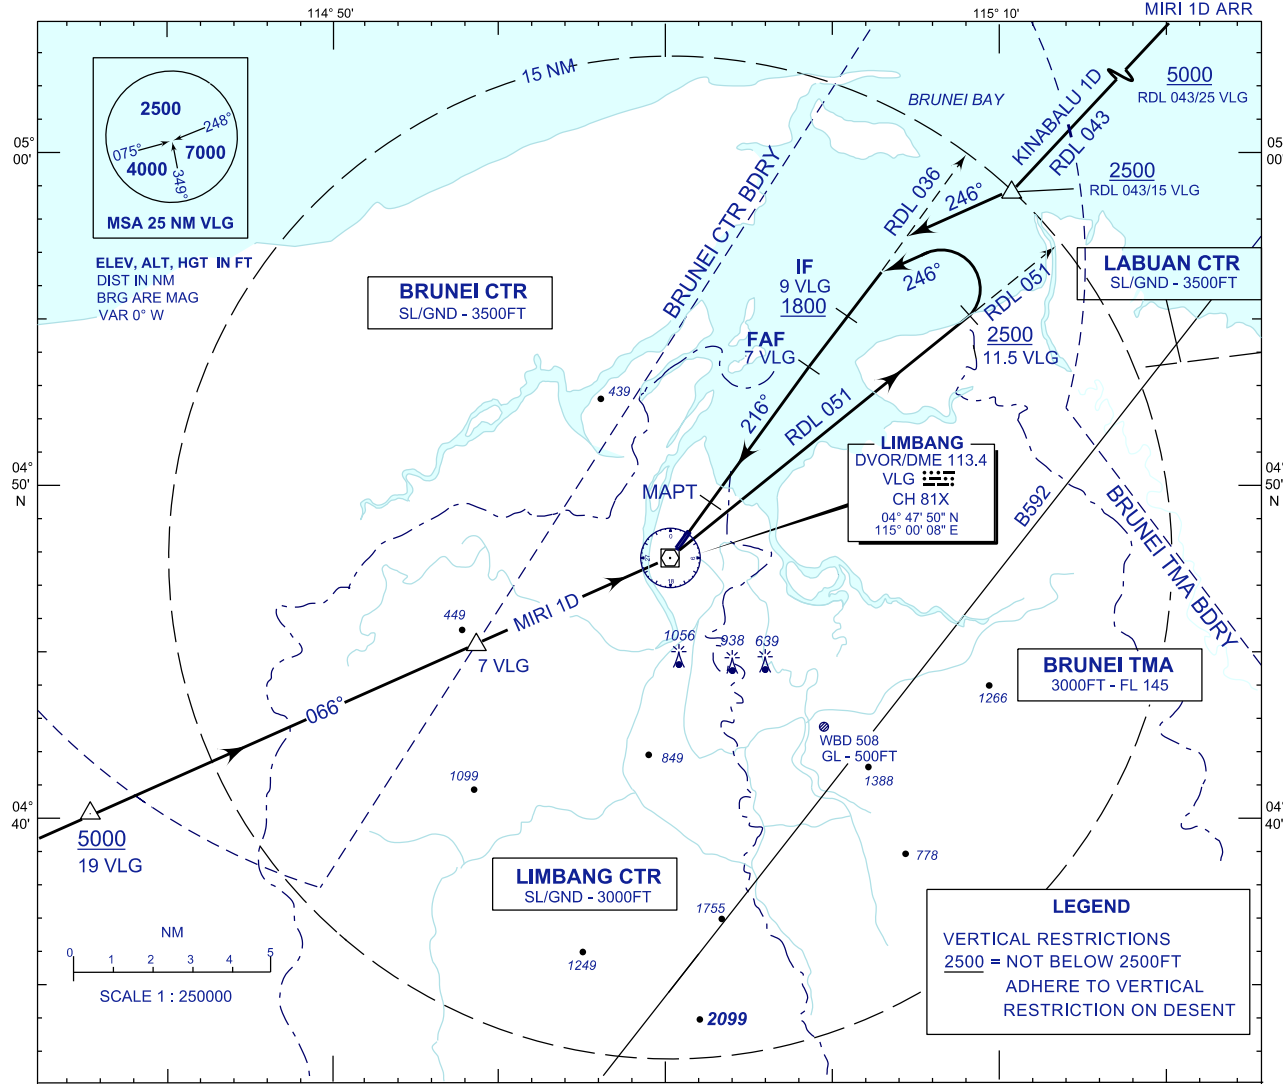 MIRI 1D ARR
114° 50'
115° 10'
15 NM
BRUNEI BAY
5000
RDL 043/25 VLG
KINABALU 1D
RDL 043
2500
248°
075°
4000
7000
349°
MSA 25 NM VLG
05°
00'
05°
00'
2500
RDL 043/15 VLG
RDL 036
246°
BRUNEI CTR BDRY
ELEV, ALT, HGT IN FT
DIST IN NM
BRG ARE MAG
VAR 0° W
BRUNEI CTR
SL/GND - 3500FT
IF
9 VLG
1800
246°
RDL 051
LABUAN CTR
SL/GND - 3500FT
FAF
7 VLG
2500
11.5 VLG
439
216°
RDL 051
LIMBANG
DVOR/DME 113.4
VLG
CH 81X
04° 47' 50" N
115° 00' 08" E
04°
50'
N
04°
50'
N
MAPT
B592
BRUNEI TMA BDRY
0
9
18
27
MIRI 1D
449
7 VLG
1056
938
639
BRUNEI TMA
3000FT - FL 145
1266
066°
WBD 508
GL - 500FT
849
1388
1099
04°
40'
04°
40'
5000
19 VLG
778
LIMBANG CTR
SL/GND - 3000FT
1755
1249
2099
NM
0 1 2 3 4 5
SCALE 1 : 250000
LEGEND
VERTICAL RESTRICTIONS
2500 = NOT BELOW 2500FT
ADHERE TO VERTICAL
RESTRICTION ON DESENT